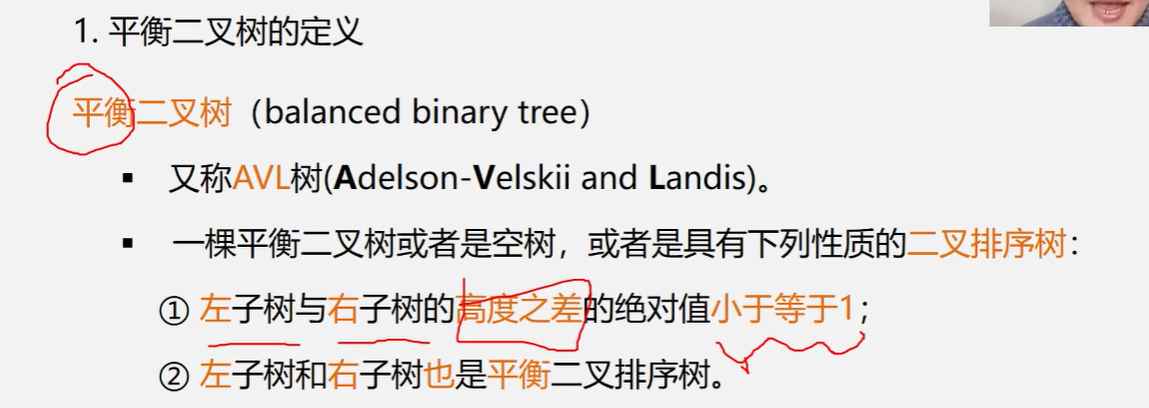 1. 平衡二叉树的定义
平衡二叉树（balanced binary tree）
▪ 又称AVL树(Adelson-Velskii and Landis)。
▪ 一棵平衡二叉树或者是空树，或者是具有下列性质的二叉排序树：
① 左子树与右子树的高度之差的绝对值小于等于1；
② 左子树和右子树也是平衡二叉排序树。